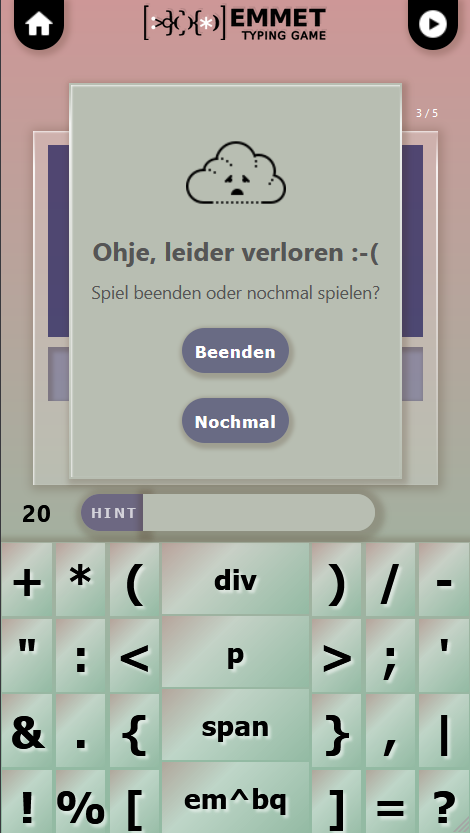 [:>{(){*)] EMMET
TYPING GAME
3 / 5
Ohje, leider verloren :-(
Spiel beenden oder nochmal spielen?
Beenden
Nochmal
20 HINT
+ * ( div ) / -
" : < p > ; '
& . { span } , |
! % [ em^bq ] = ?